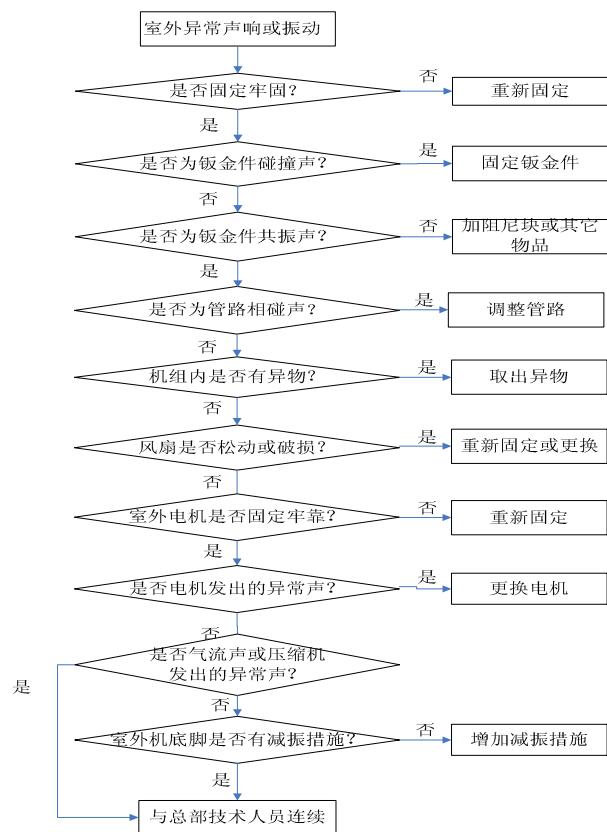 室外异常声响或振动
是否固定牢固？
否
重新固定
是
是否为钣金件碰撞声？
是
固定钣金件
否
是否为钣金件共振声？
否
加阻尼块或其它
物品
是
是否为管路相碰声？
是
调整管路
否
机组内是否有异物？
是
取出异物
否
风扇是否松动或破损？
是
重新固定或更换
否
室外电机是否固定牢靠？
否
重新固定
是
是否电机发出的异常声？
是
更换电机
否
是否气流声或压缩机
发出的异常声？
是
否
室外机底脚是否有减振措施？
否
增加减振措施
是
与总部技术人员连续